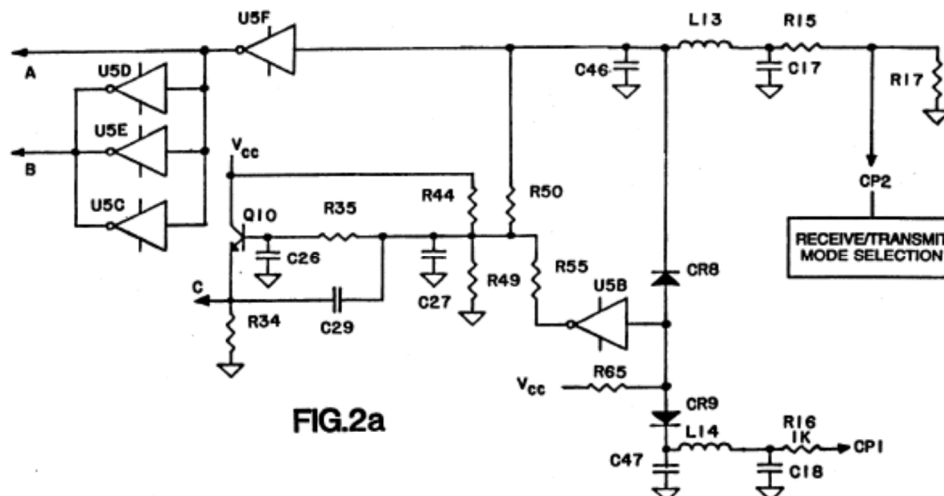 U5F
L13
R15
A
U5D
C46
C17
R17
U5E
Vcc
B
CP2
U5C
R44
R50
Q10
R35
RECEIVE/TRANSMIT
MODE SELECTION
C26
R55
CR8
C27
R49
U5B
C
R34
C29
R65
Vcc
CR9
FIG.2a
L14
R16
1K
CP1
C47
C18